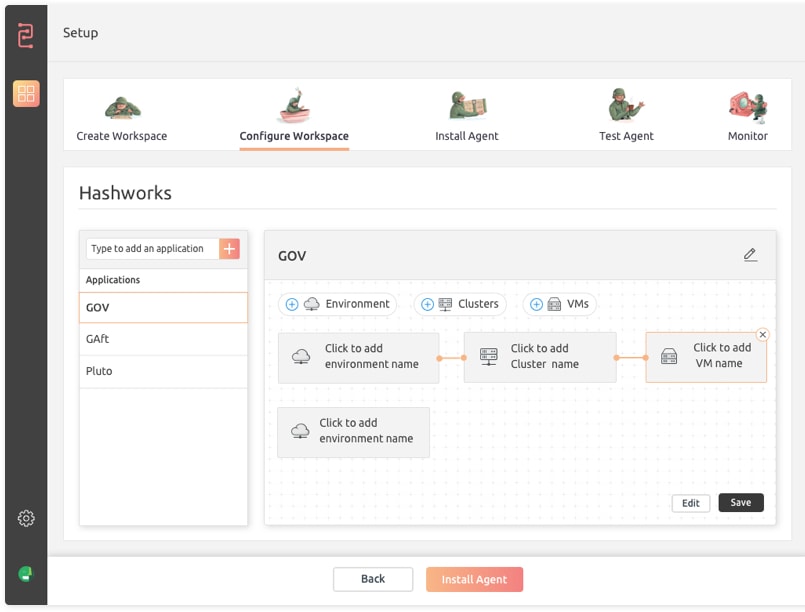 Setup
Create Workspace
Configure Workspace
Install Agent
Test Agent
Monitor
Hashworks
Type to add an application
Applications
GOV
GAft
Pluto
GOV
Environment
Clusters
VMs
Click to add
environment name
Click to add
Cluster name
Click to add
VM name
Click to add
environment name
Edit
Save
Back
Install Agent